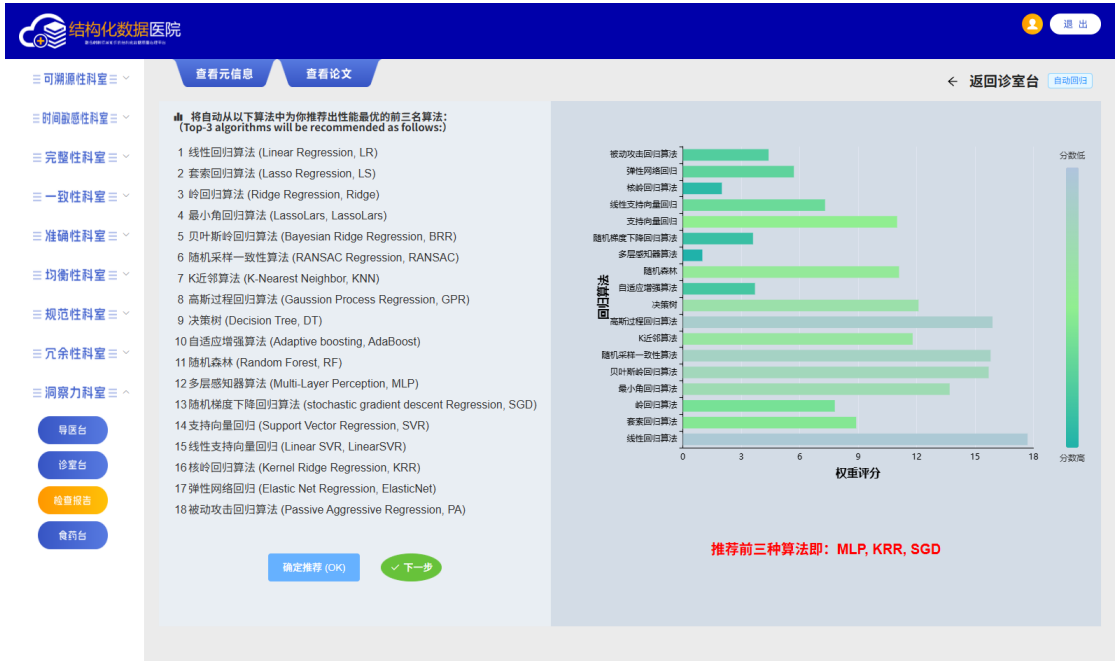 结构化数据医院
退 出
可溯源性科室
时间敏感性科室
完整性科室
一致性科室
准确性科室
均衡性科室
规范性科室
冗余性科室
洞察力科室
导医台
诊室台
检查报告
食药台
查看元信息
查看论文
← 返回诊室台
自动回归
将自动从以下算法中为你推荐出性能最优的前三名算法：
(Top-3 algorithms will be recommended as follows:)
1 线性回归算法 (Linear Regression, LR)
2 套索回归算法 (Lasso Regression, LS)
3 岭回归算法 (Ridge Regression, Ridge)
4 最小角回归算法 (LassoLars, LassoLars)
5 贝叶斯岭回归算法 (Bayesian Ridge Regression, BRR)
6 随机采样一致性算法 (RANSAC Regression, RANSAC)
7 K近邻算法 (K-Nearest Neighbor, KNN)
8 高斯过程回归算法 (Gaussion Process Regression, GPR)
9 决策树 (Decision Tree, DT)
10 自适应增强算法 (Adaptive boosting, AdaBoost)
11 随机森林 (Random Forest, RF)
12 多层感知器算法 (Multi-Layer Perception, MLP)
13 随机梯度下降回归算法 (stochastic gradient descent Regression, SGD)
14 支持向量回归 (Support Vector Regression, SVR)
15 线性支持向量回归 (Linear SVR, LinearSVR)
16 核岭回归算法 (Kernel Ridge Regression, KRR)
17 弹性网络回归 (Elastic Net Regression, ElasticNet)
18 被动攻击回归算法 (Passive Aggressive Regression, PA)
确定推荐 (OK)
下一步
回归算法
被动攻击回归算法
弹性网络回归
核岭回归算法
线性支持向量回归
支持向量回归
随机梯度下降回归算法
多层感知器算法
随机森林
自适应增强算法
决策树
高斯过程回归算法
K近邻算法
随机采样一致性算法
贝叶斯岭回归算法
最小角回归算法
岭回归算法
套索回归算法
线性回归算法
0 3 6 9 12 15 18
权重评分
分数低
分数高
推荐前三种算法即：MLP, KRR, SGD